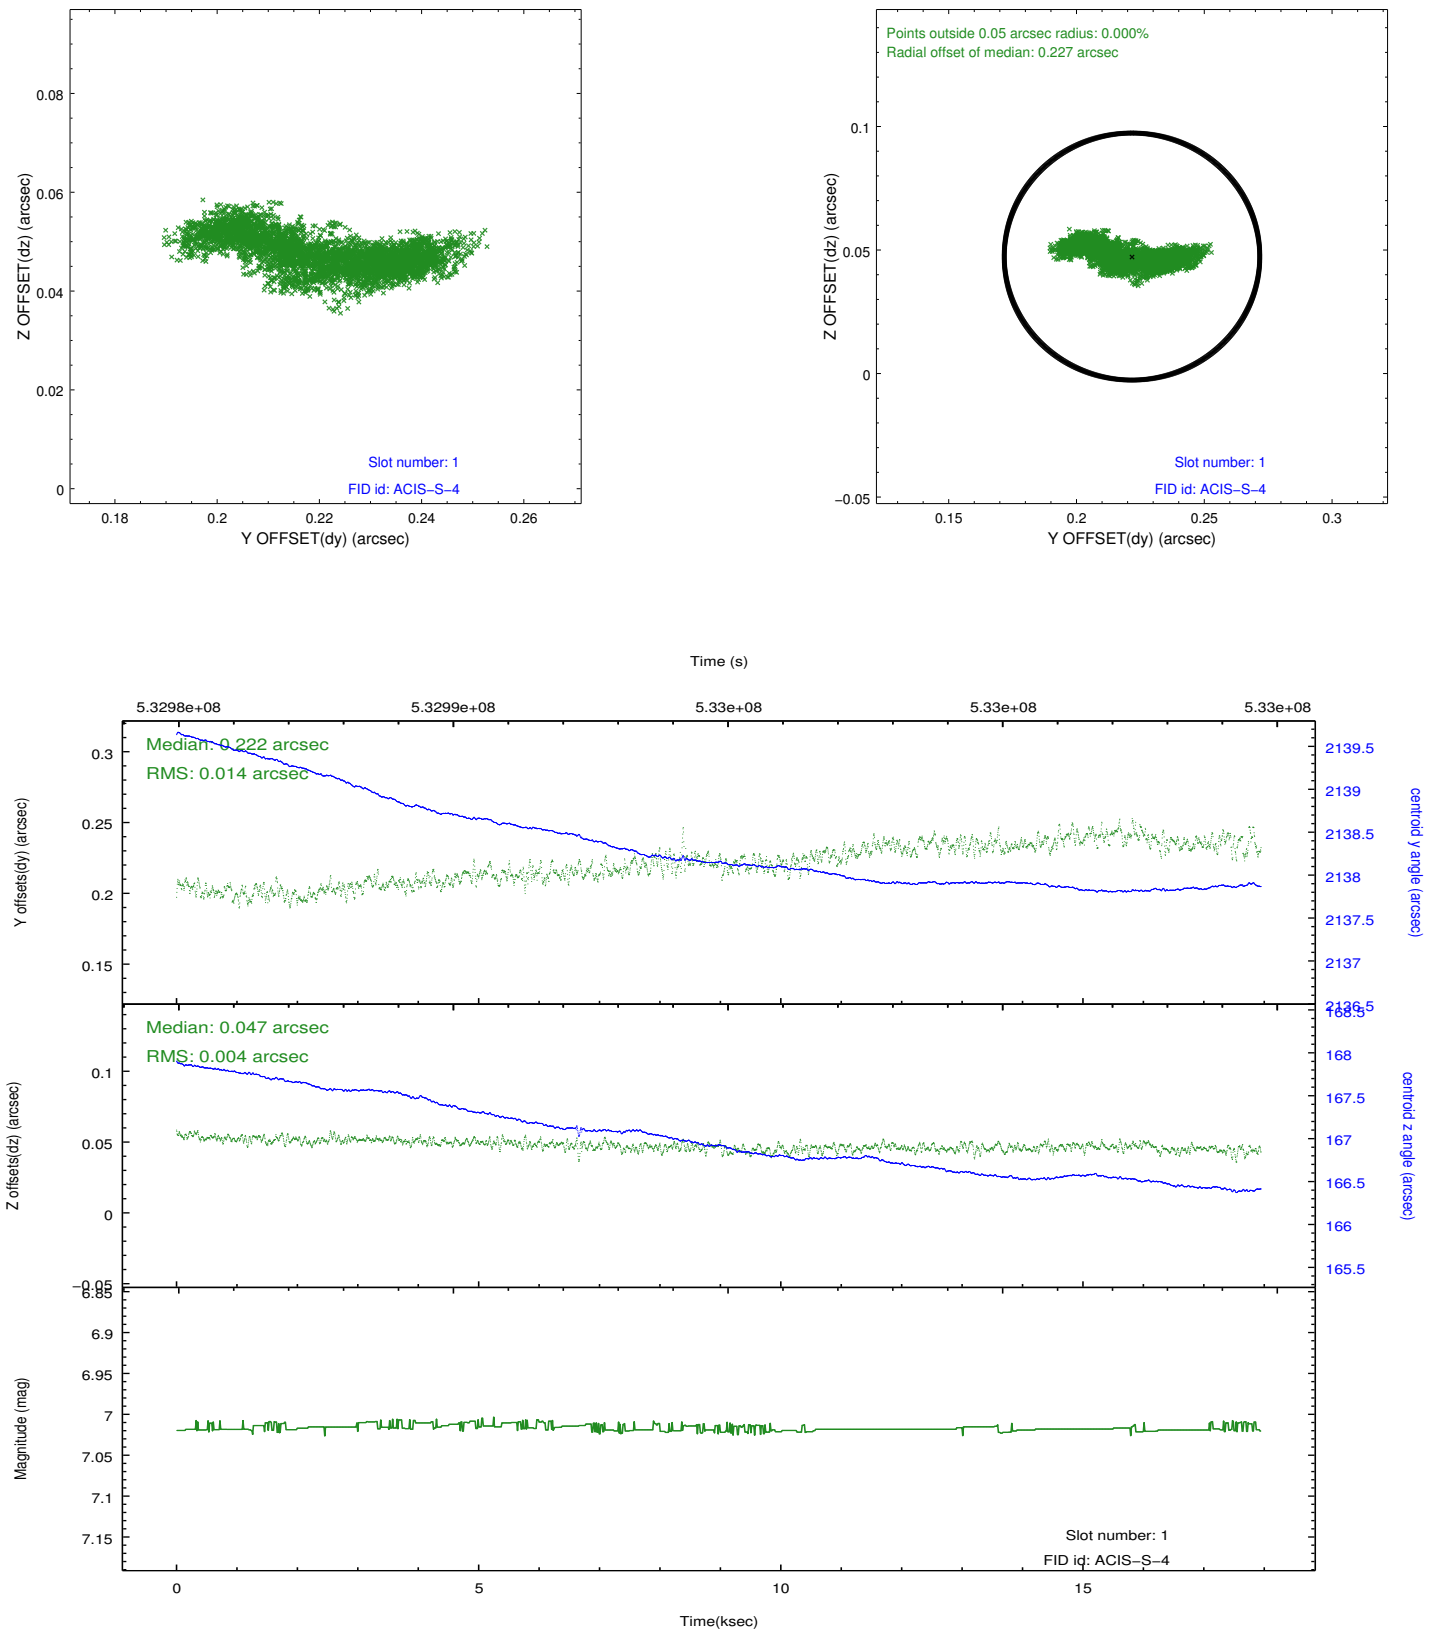 0.08
0.06
0.04
0.02
0
Z OFFSET(dz) (arcsec)
Slot number: 1
FID id: ACIS−S−4
0.18 0.2 0.22 0.24 0.26
Y OFFSET(dy) (arcsec)
Points outside 0.05 arcsec radius: 0.000%
Radial offset of median: 0.227 arcsec
0.1
0.05
0
−0.05
Z OFFSET(dz) (arcsec)
Slot number: 1
FID id: ACIS−S−4
0.15 0.2 0.25 0.3
Y OFFSET(dy) (arcsec)
Time (s)
5.3298e+08 5.3299e+08 5.33e+08 5.33e+08 5.33e+08
Median: 0.222 arcsec
RMS: 0.014 arcsec
0.3
0.25
0.2
0.15
Y offsets(dy) (arcsec)
2139.5
2139
2138.5
2138
2137.5
2137
2136.5
centroid y angle (arcsec)
Median: 0.047 arcsec
RMS: 0.004 arcsec
0.1
0.05
0
−0.05
Z offsets(dz) (arcsec)
168.5
168
167.5
167
166.5
166
165.5
centroid z angle (arcsec)
6.85
6.9
6.95
7
7.05
7.1
7.15
Magnitude (mag)
Slot number: 1
FID id: ACIS−S−4
0 5 10 15
Time(ksec)